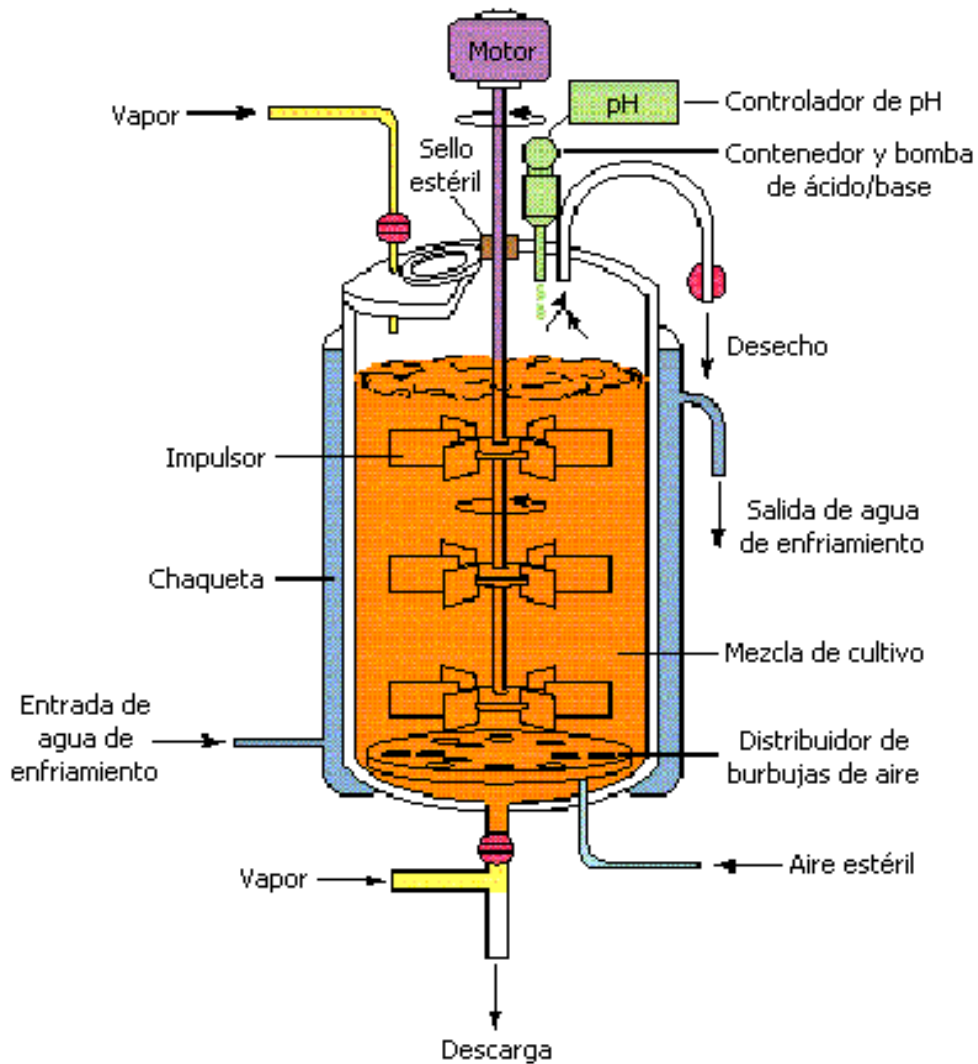 Motor
pH
Controlador de pH
Vapor
Sello
estéril
Contenedor y bomba
de ácido/base
Desecho
Impulsor
Salida de agua
de enfriamiento
Chaqueta
Mezcla de cultivo
Entrada de
agua de
enfriamiento
Distribuidor de
burbujas de aire
Aire estéril
Vapor
Descarga